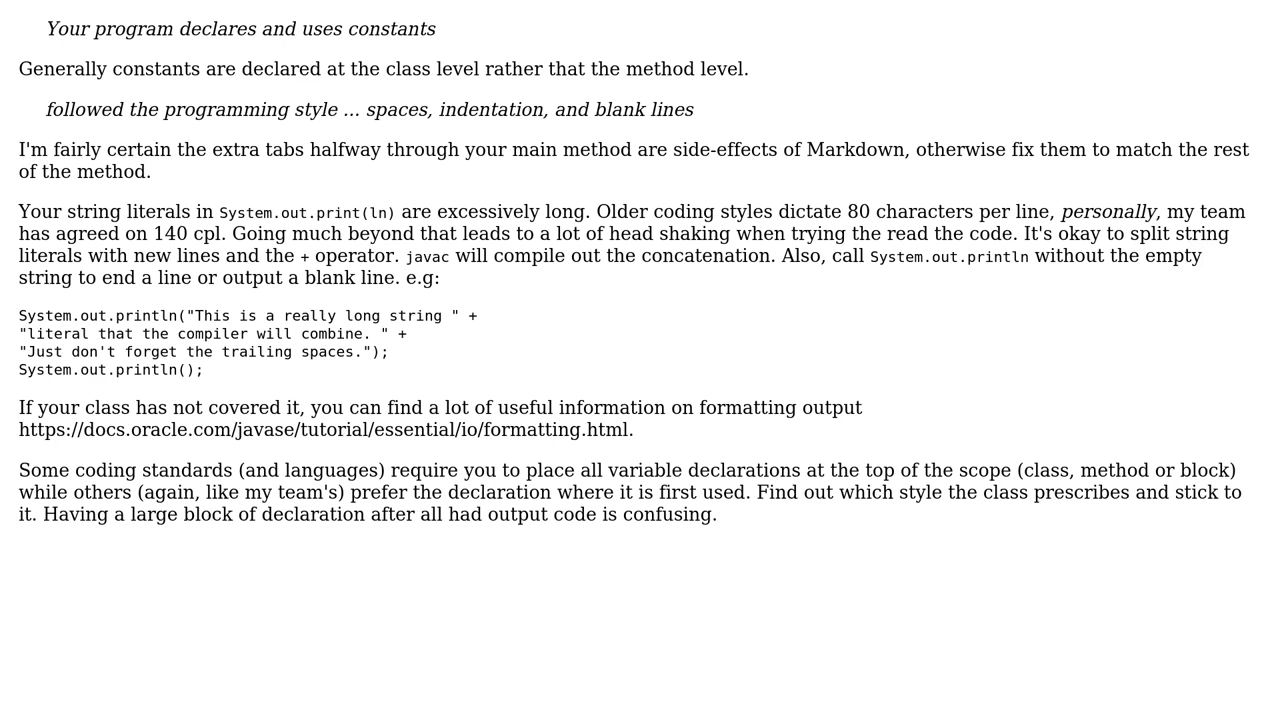 Your program declares and uses constants
Generally constants are declared at the class level rather that the method level.
followed the programming style ... spaces, indentation, and blank lines
I'm fairly certain the extra tabs halfway through your main method are side-effects of Markdown, otherwise fix them to match the rest
of the method.
Your string literals in System.out.print(ln) are excessively long. Older coding styles dictate 80 characters per line, personally, my team
has agreed on 140 cpl. Going much beyond that leads to a lot of head shaking when trying the read the code. It's okay to split string
literals with new lines and the + operator. javac will compile out the concatenation. Also, call System.out.println without the empty
string to end a line or output a blank line. e.g:
System.out.println("This is a really long string " +
"literal that the compiler will combine. " +
"Just don't forget the trailing spaces.");
System.out.println();
If your class has not covered it, you can find a lot of useful information on formatting output
https://docs.oracle.com/javase/tutorial/essential/io/formatting.html.
Some coding standards (and languages) require you to place all variable declarations at the top of the scope (class, method or block)
while others (again, like my team's) prefer the declaration where it is first used. Find out which style the class prescribes and stick to
it. Having a large block of declaration after all had output code is confusing.